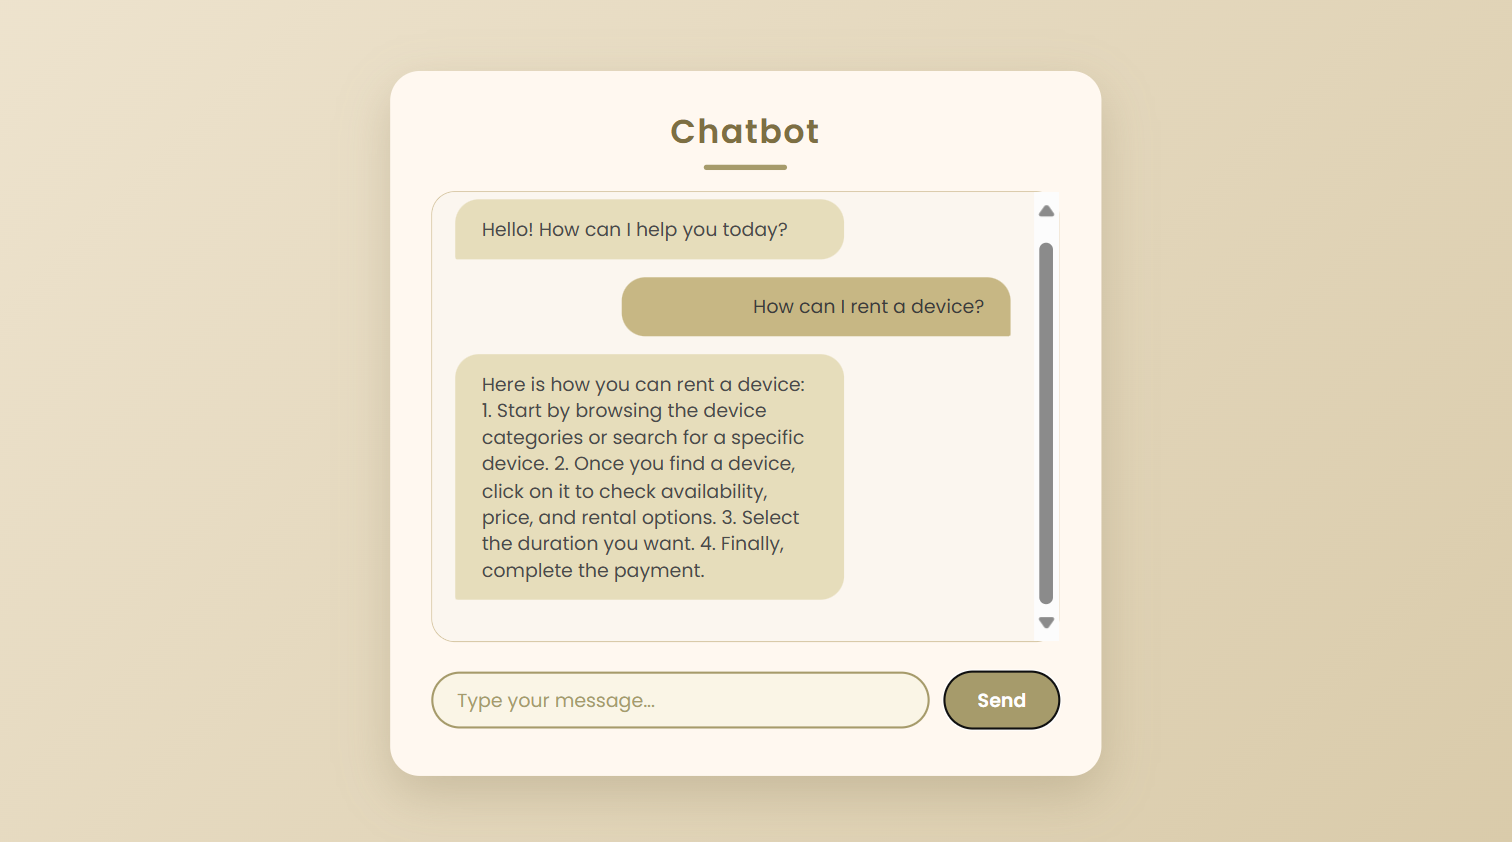 Chatbot
Hello! How can I help you today?
How can I rent a device?
Here is how you can rent a device:
1. Start by browsing the device
categories or search for a specific
device. 2. Once you find a device,
click on it to check availability,
price, and rental options. 3. Select
the duration you want. 4. Finally,
complete the payment.
Type your message...
Send